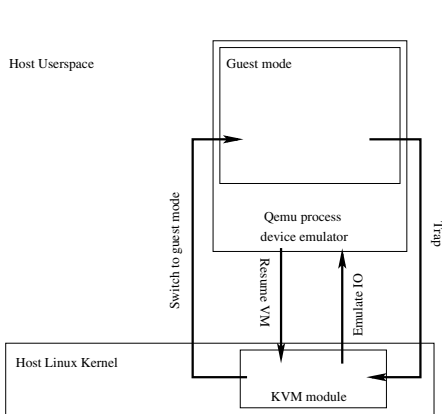 Host Userspace
Guest mode
Qemu process
device emulator
Switch to guest mode
Resume VM
Emulate IO
Trap
Host Linux Kernel
KVM module